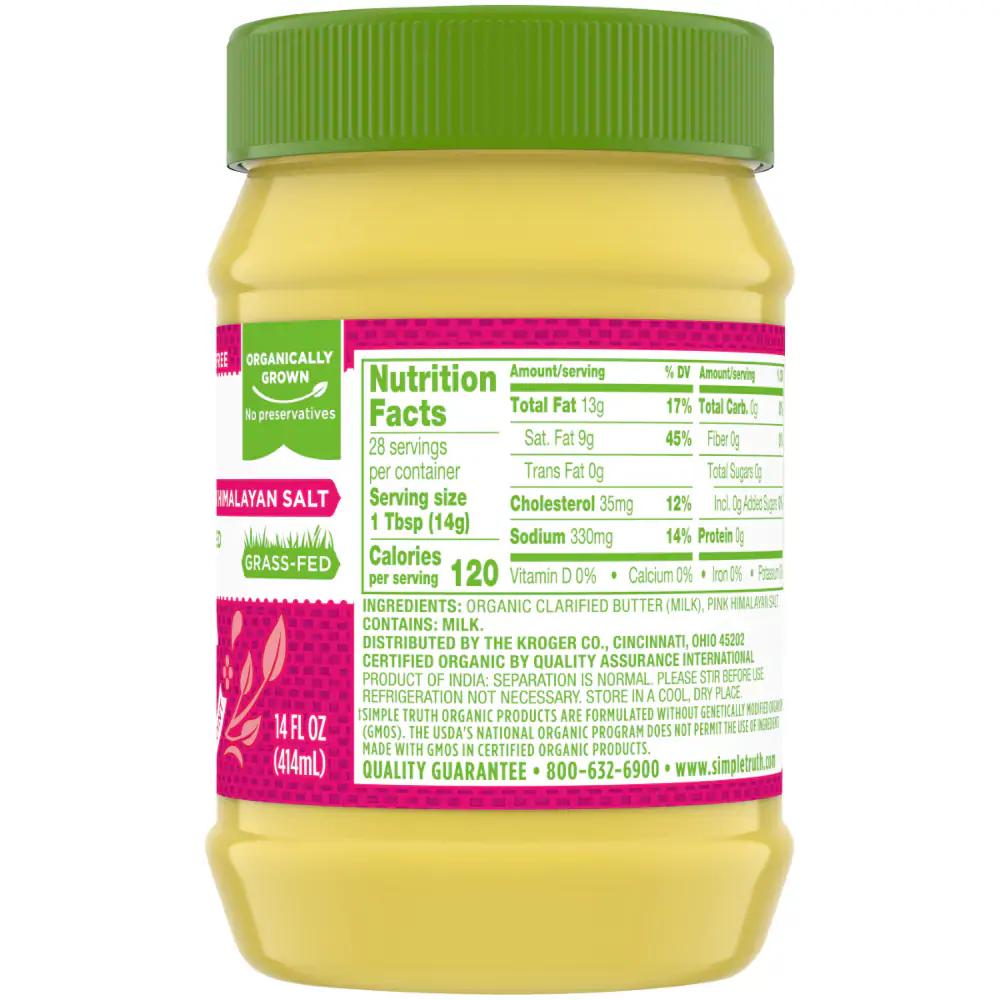 FREE
ORGANICALLY
GROWN
No preservatives
HIMALAYAN SALT
GRASS-FED
14 FL OZ
(414mL)
Nutrition
Facts
28 servings
per container
Serving size
1 Tbsp (14g)
Calories
per serving 120
Amount/serving % DV
Total Fat 13g 17%
Sat. Fat 9g 45%
Trans Fat 0g
Cholesterol 35mg 12%
Sodium 330mg 14%
Amount/serving
Total Carb. 0g
Fiber 0g
Total Sugars 0g
Incl. 0g Added Sugars
Protein 0g
Vitamin D 0% • Calcium 0% • Iron 0% • Potassium
INGREDIENTS: ORGANIC CLARIFIED BUTTER (MILK), PINK HIMALAYAN SALT.
CONTAINS: MILK.
DISTRIBUTED BY THE KROGER CO., CINCINNATI, OHIO 45202
CERTIFIED ORGANIC BY QUALITY ASSURANCE INTERNATIONAL
PRODUCT OF INDIA: SEPARATION IS NORMAL. PLEASE STIR BEFORE USE.
REFRIGERATION NOT NECESSARY. STORE IN A COOL, DRY PLACE.
†SIMPLE TRUTH ORGANIC PRODUCTS ARE FORMULATED WITHOUT GENETICALLY MODIFIED
(GMOS). THE USDA'S NATIONAL ORGANIC PROGRAM DOES NOT PERMIT THE USE OF INGREDIENTS
MADE WITH GMOS IN CERTIFIED ORGANIC PRODUCTS.
QUALITY GUARANTEE • 800-632-6900 • www.simpletruth.com